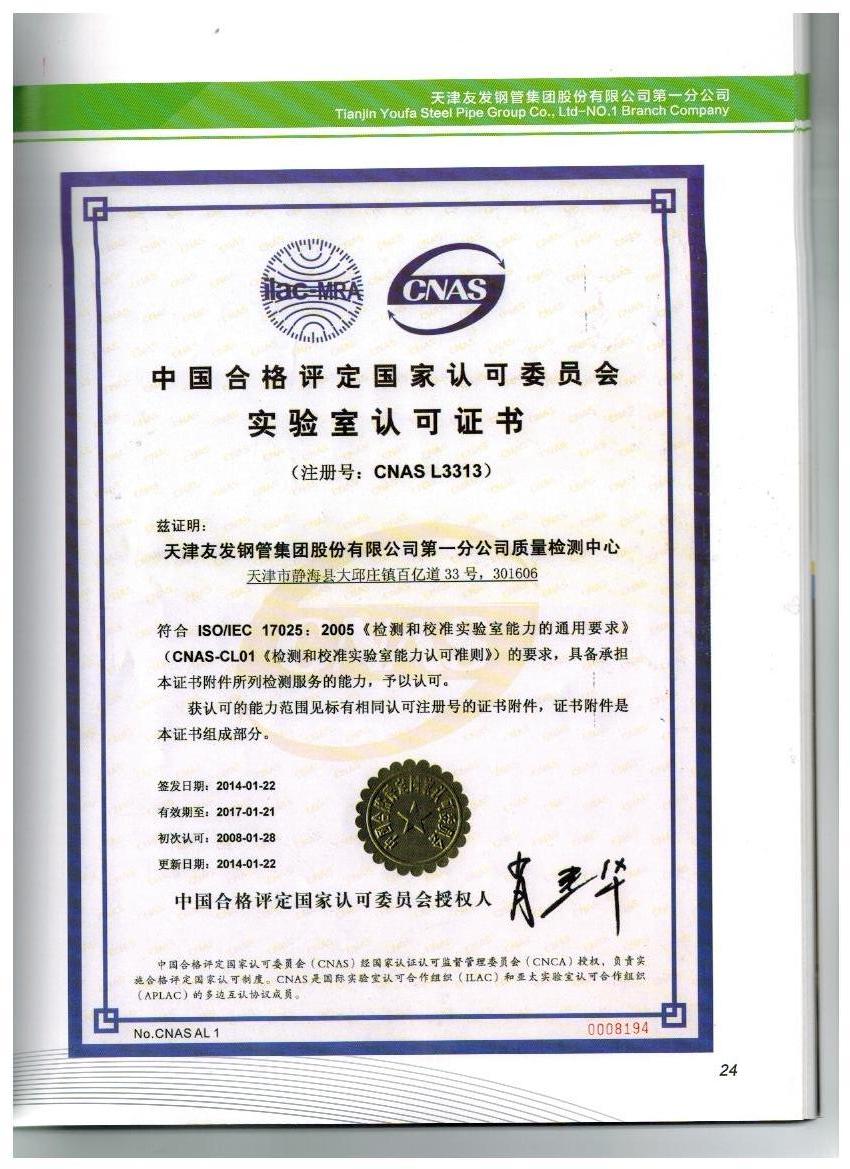 天津友发钢管集团股份有限公司第一分公司
Tianjin Youfa Steel Pipe Group Co., Ltd-NO.1 Branch Company
ilac-MRA
CNAS
中国合格评定国家认可委员会
实验室认可证书
（注册号：CNAS L3313）
兹证明：
天津友发钢管集团股份有限公司第一分公司质量检测中心
天津市静海县大邱庄镇百亿道 33 号，301606
符合 ISO/IEC 17025：2005《检测和校准实验室能力的通用要求》
（CNAS-CL01《检测和校准实验室能力认可准则》）的要求，具备承担
本证书附件所列检测服务的能力，予以认可。
获认可的能力范围见标有相同认可注册号的证书附件，证书附件是
本证书组成部分。
签发日期：2014-01-22
有效期至：2017-01-21
初次认可：2008-01-28
更新日期：2014-01-22
中国合格评定国家认可委员会授权人
中国合格评定国家认可委员会（CNAS）经国家认证认可监督管理委员会（CNCA）授权，负责实
施合格评定国家认可制度。CNAS是国际实验室认可合作组织（ILAC）和亚太实验室认可合作组织
（APLAC）的多边互认协议成员。
No.CNAS AL 1
0008194
24